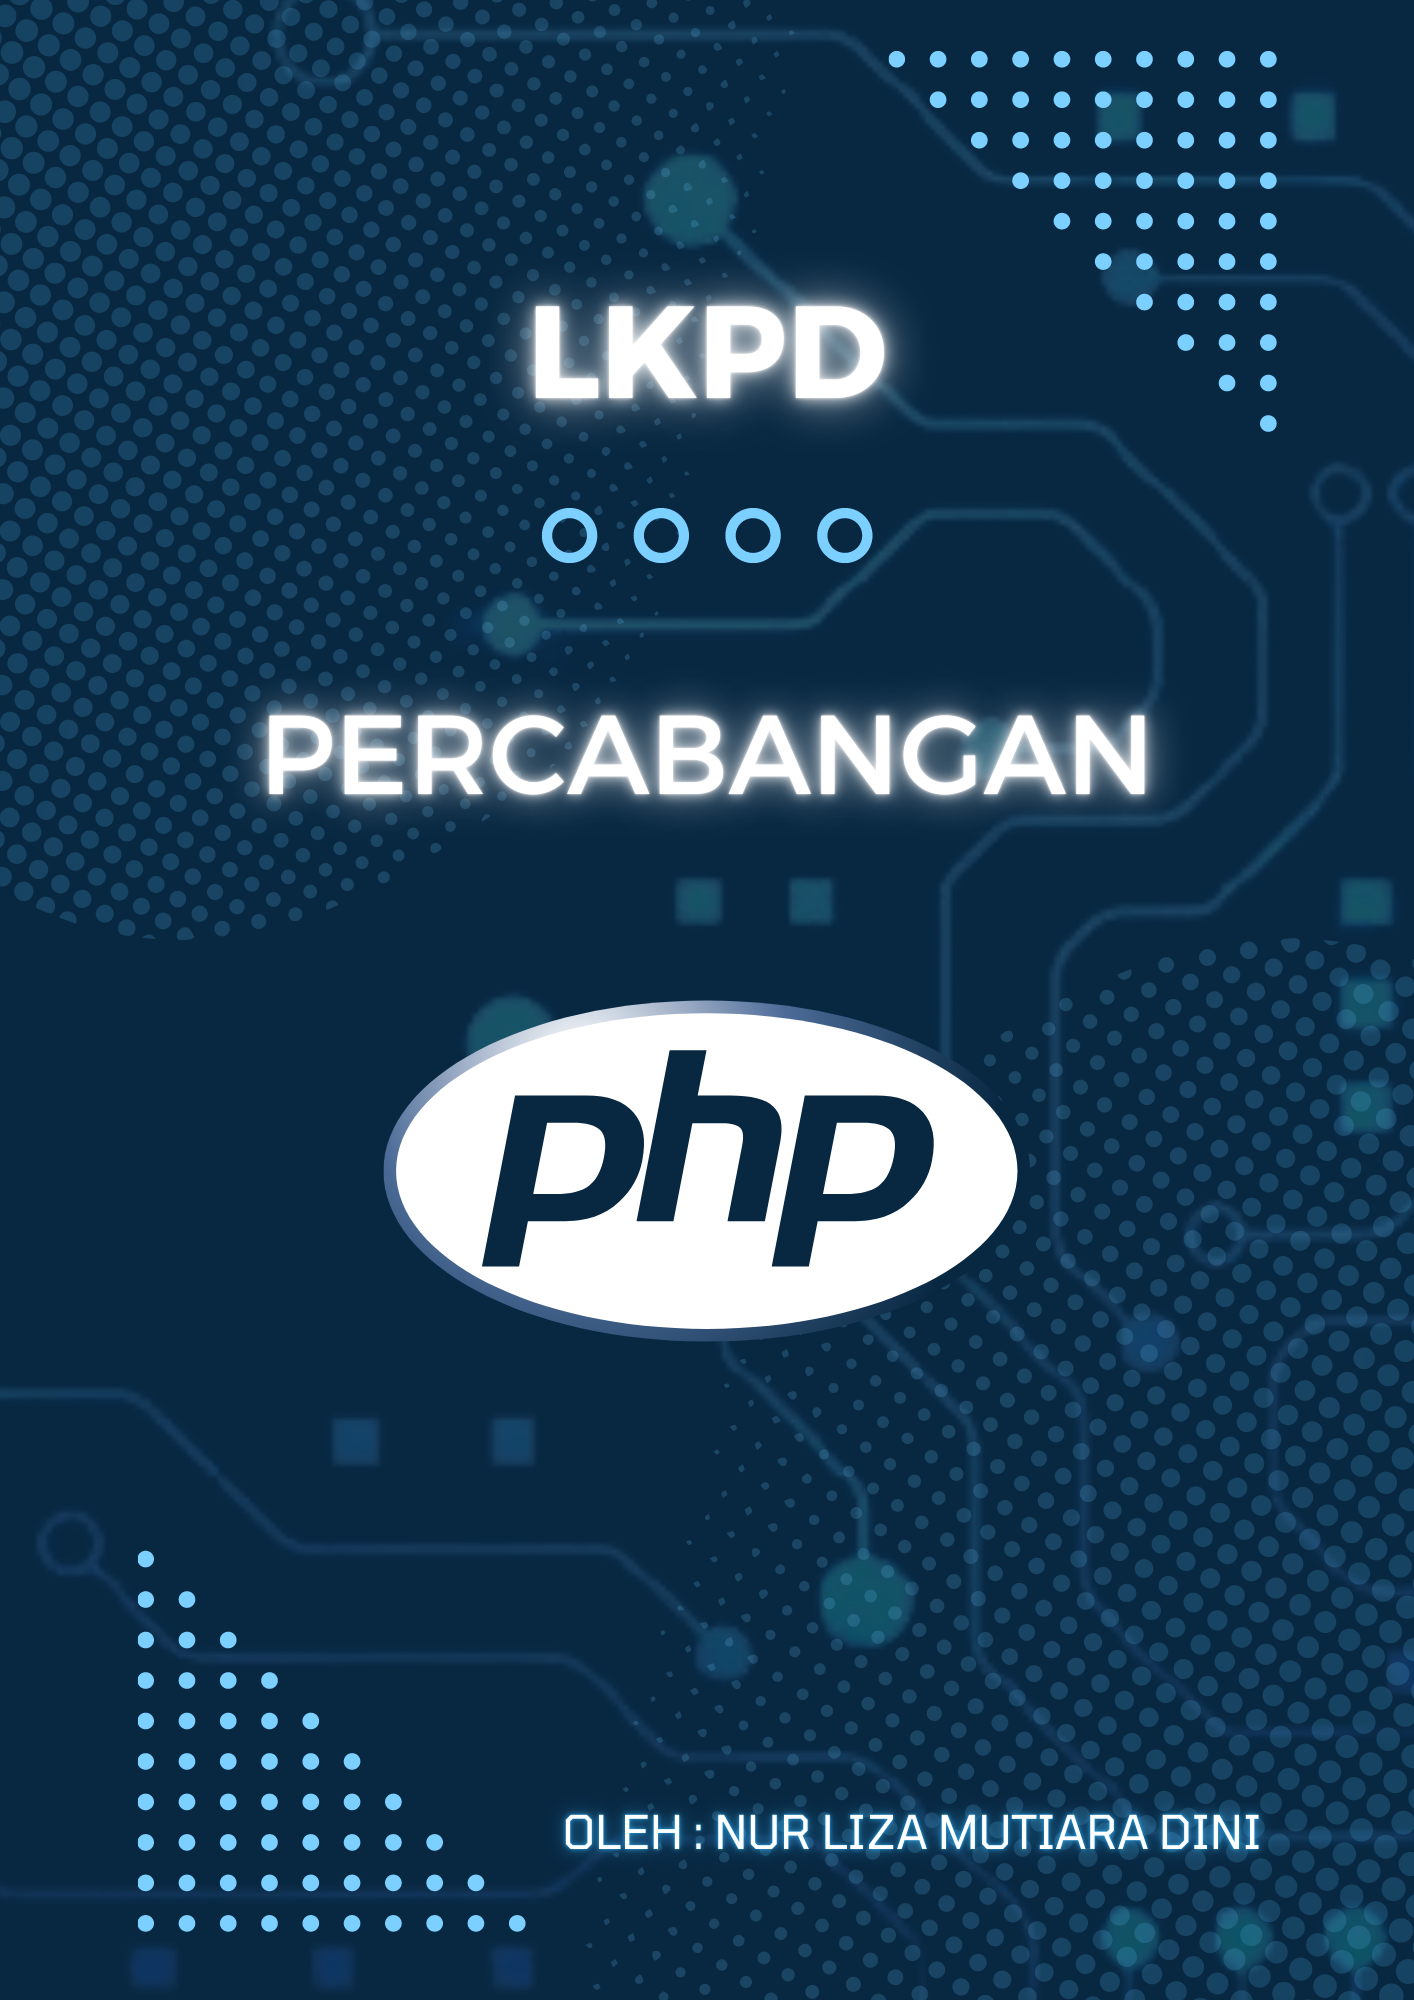 LKPD
PERCABANGAN
php
OLEH : NUR LIZA MUTIARA DINI